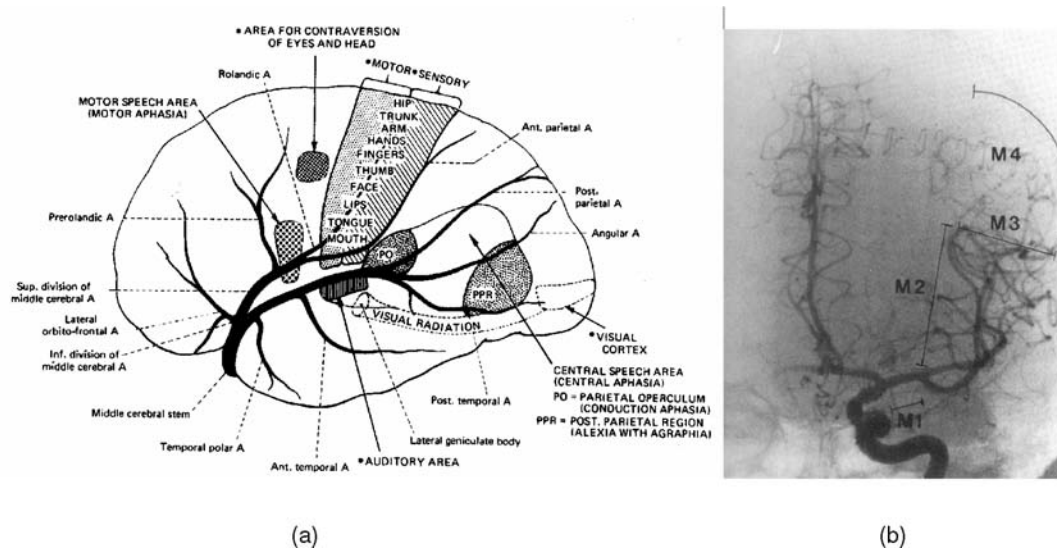 *AREA FOR CONTRAVERSION
OF EYES AND HEAD
Rolandic A
*MOTOR
*SENSORY
MOTOR SPEECH AREA
(MOTOR APHASIA)
HIP
TRUNK
ARM
HANDS
FINGERS
THUMB
FACE
LIPS
TONGUE
MOUTH
Ant. parietal A
Post.
parietal A
Prerolandic A
Angular A
PO
PPR
Sup. division of
middle cerebral A
Lateral
orbito-frontal A
Inf. division of
middle cerebral A
VISUAL RADIATION
*VISUAL
CORTEX
CENTRAL SPEECH AREA
(CENTRAL APHASIA)
PO = PARIETAL OPERCULUM
(CONDUCTION APHASIA)
PPR = POST. PARIETAL REGION
(ALEXIA WITH AGRAPHIA)
Middle cerebral stem
Post. temporal A
Temporal polar A
Lateral geniculate body
Ant. temporal A
*AUDITORY AREA
M4
M3
M2
M1
(a)
(b)